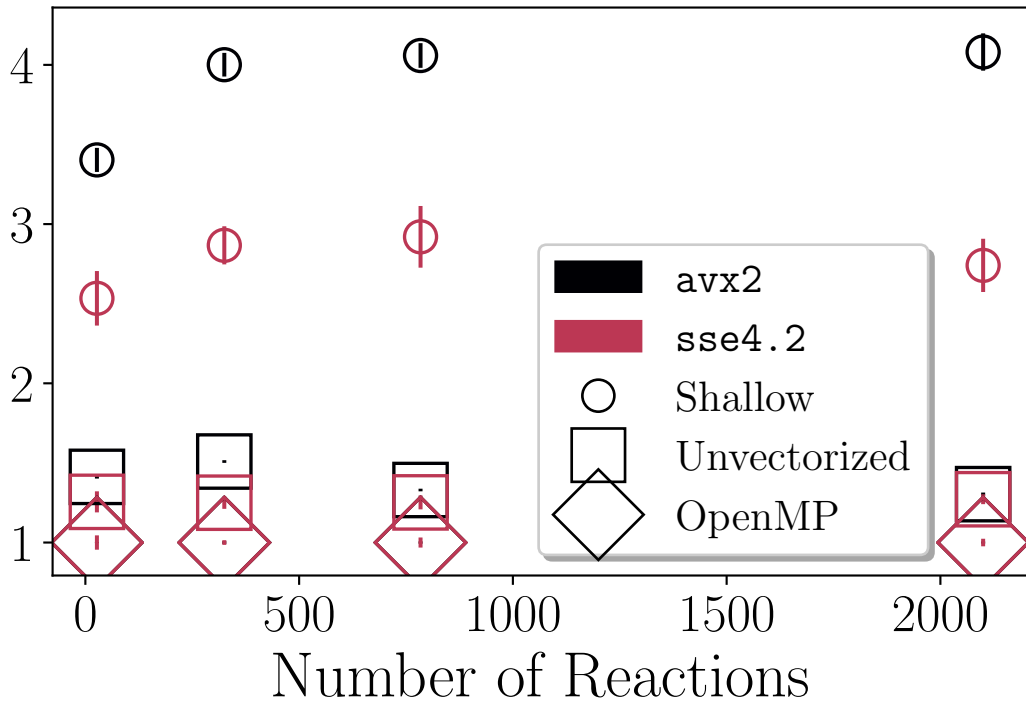 4
3
2
1
avx2
sse4.2
Shallow
Unvectorized
OpenMP
0 500 1000 1500 2000
Number of Reactions